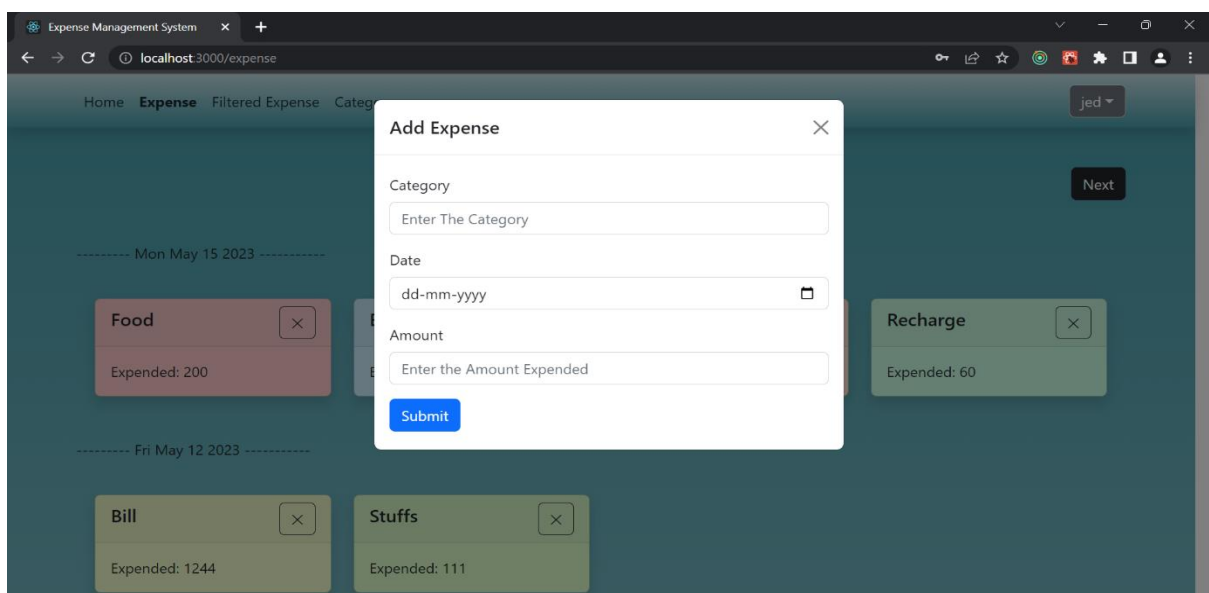 Expense Management System
localhost:3000/expense
Home Expense Filtered Expense Categ
jed
Add Expense
Category
Enter The Category
Next
Date
--------- Mon May 15 2023 -----------
dd-mm-yyyy
Food
Recharge
Amount
Expended: 200
Enter the Amount Expended
Expended: 60
Submit
--------- Fri May 12 2023 -----------
Bill
Stuffs
Expended: 1244
Expended: 111